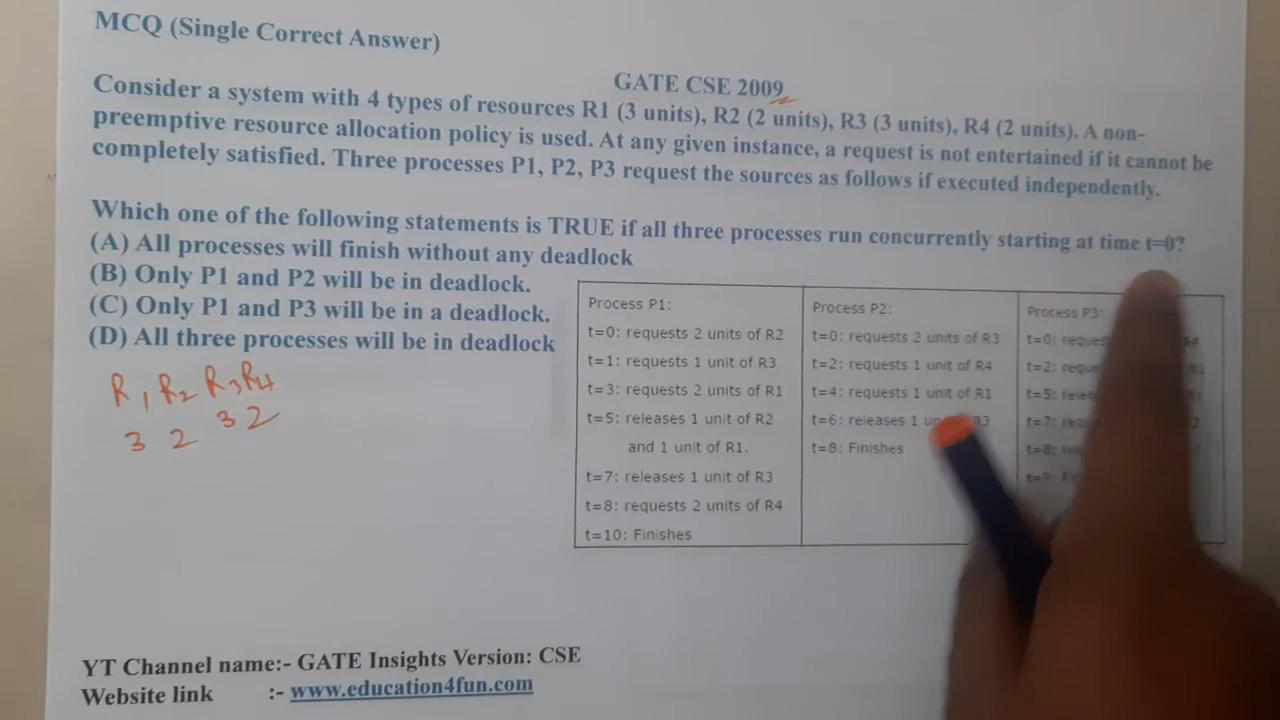 MCQ (Single Correct Answer)
GATE CSE 2009
Consider a system with 4 types of resources R1 (3 units), R2 (2 units), R3 (3 units), R4 (2 units). A non-
preemptive resource allocation policy is used. At any given instance, a request is not entertained if it cannot be
completely satisfied. Three processes P1, P2, P3 request the sources as follows if executed independently.
Which one of the following statements is TRUE if all three processes run concurrently starting at time t=0?
(A) All processes will finish without any deadlock
(B) Only P1 and P2 will be in deadlock.
(C) Only P1 and P3 will be in a deadlock.
(D) All three processes will be in deadlock
R1 R2 R3 R4
3 2 3 2
Process P1:
t=0: requests 2 units of R2
t=1: requests 1 unit of R3
t=3: requests 2 units of R1
t=5: releases 1 unit of R2
and 1 unit of R1.
t=7: releases 1 unit of R3
t=8: requests 2 units of R4
t=10: Finishes
Process P2:
t=0: requests 2 units of R3
t=2: requests 1 unit of R4
t=4: requests 1 unit of R1
t=6: releases 1 R3
t=8: Finishes
Process P3:
t=0:
t=2:
t=5:
t=7:
t=8:
t=9:
YT Channel name:- GATE Insights Version: CSE
Website link :- www.education4fun.com